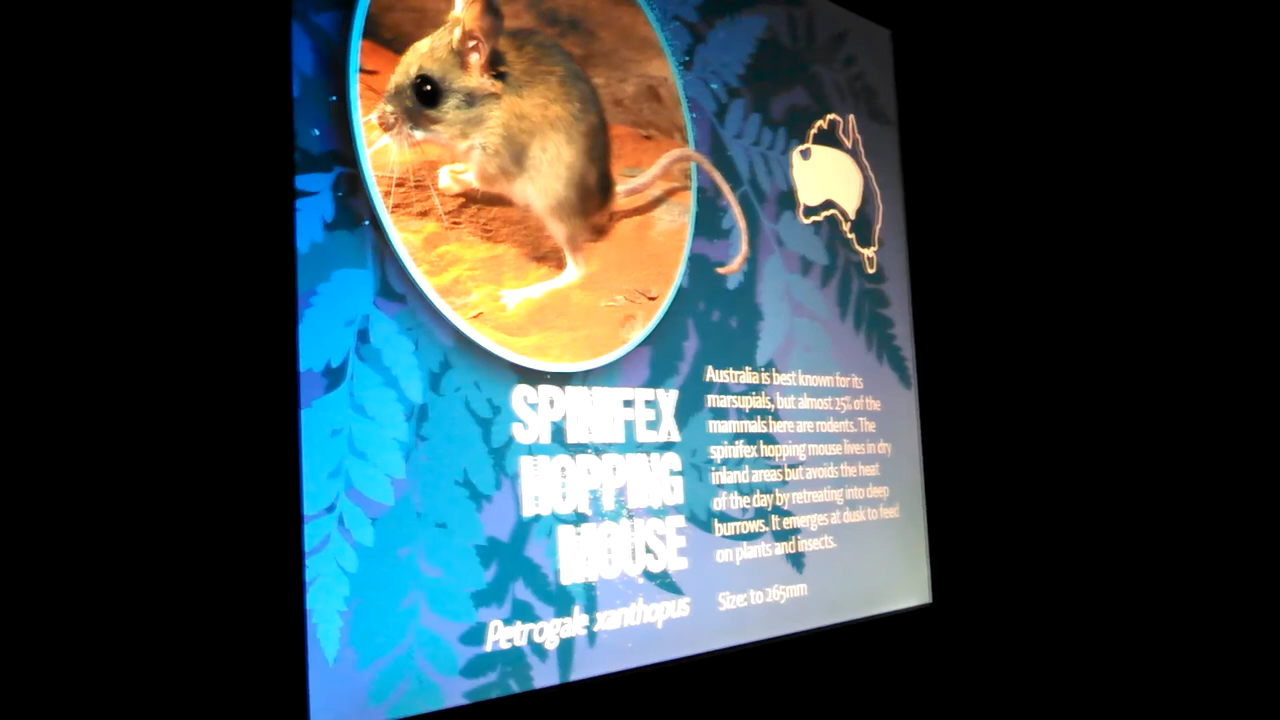 SPINIFEX
HOPPING
MOUSE
Petrogale xanthopus
Australia is best known for its
marsupials, but almost 25% of the
mammals here are rodents. The
spinifex hopping mouse lives in dry
inland areas but avoids the heat
of the day by retreating into deep
burrows. It emerges at dusk to feed
on plants and insects.
Size: to 265mm